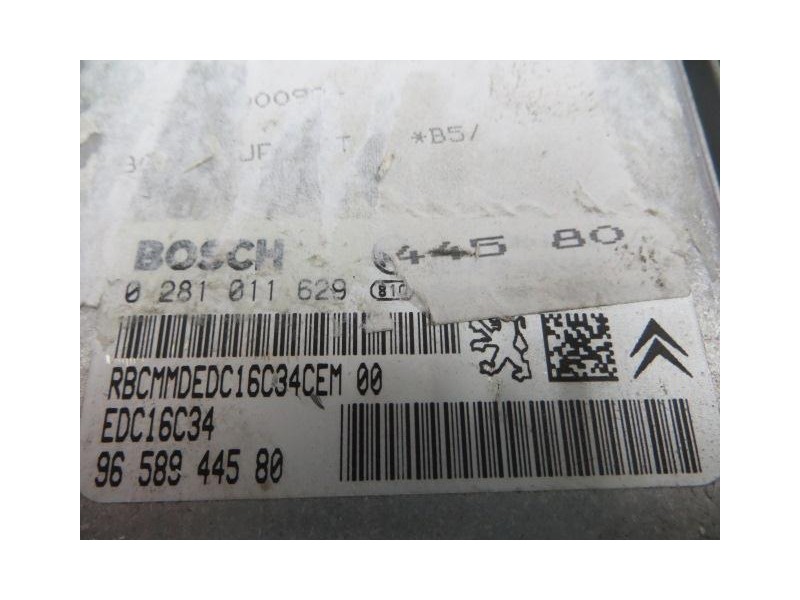 *B5/
445 80
BOSCH
0 281 011 629
RBCMMDEDC16C34CEM 00
EDC16C34
96 589 445 80